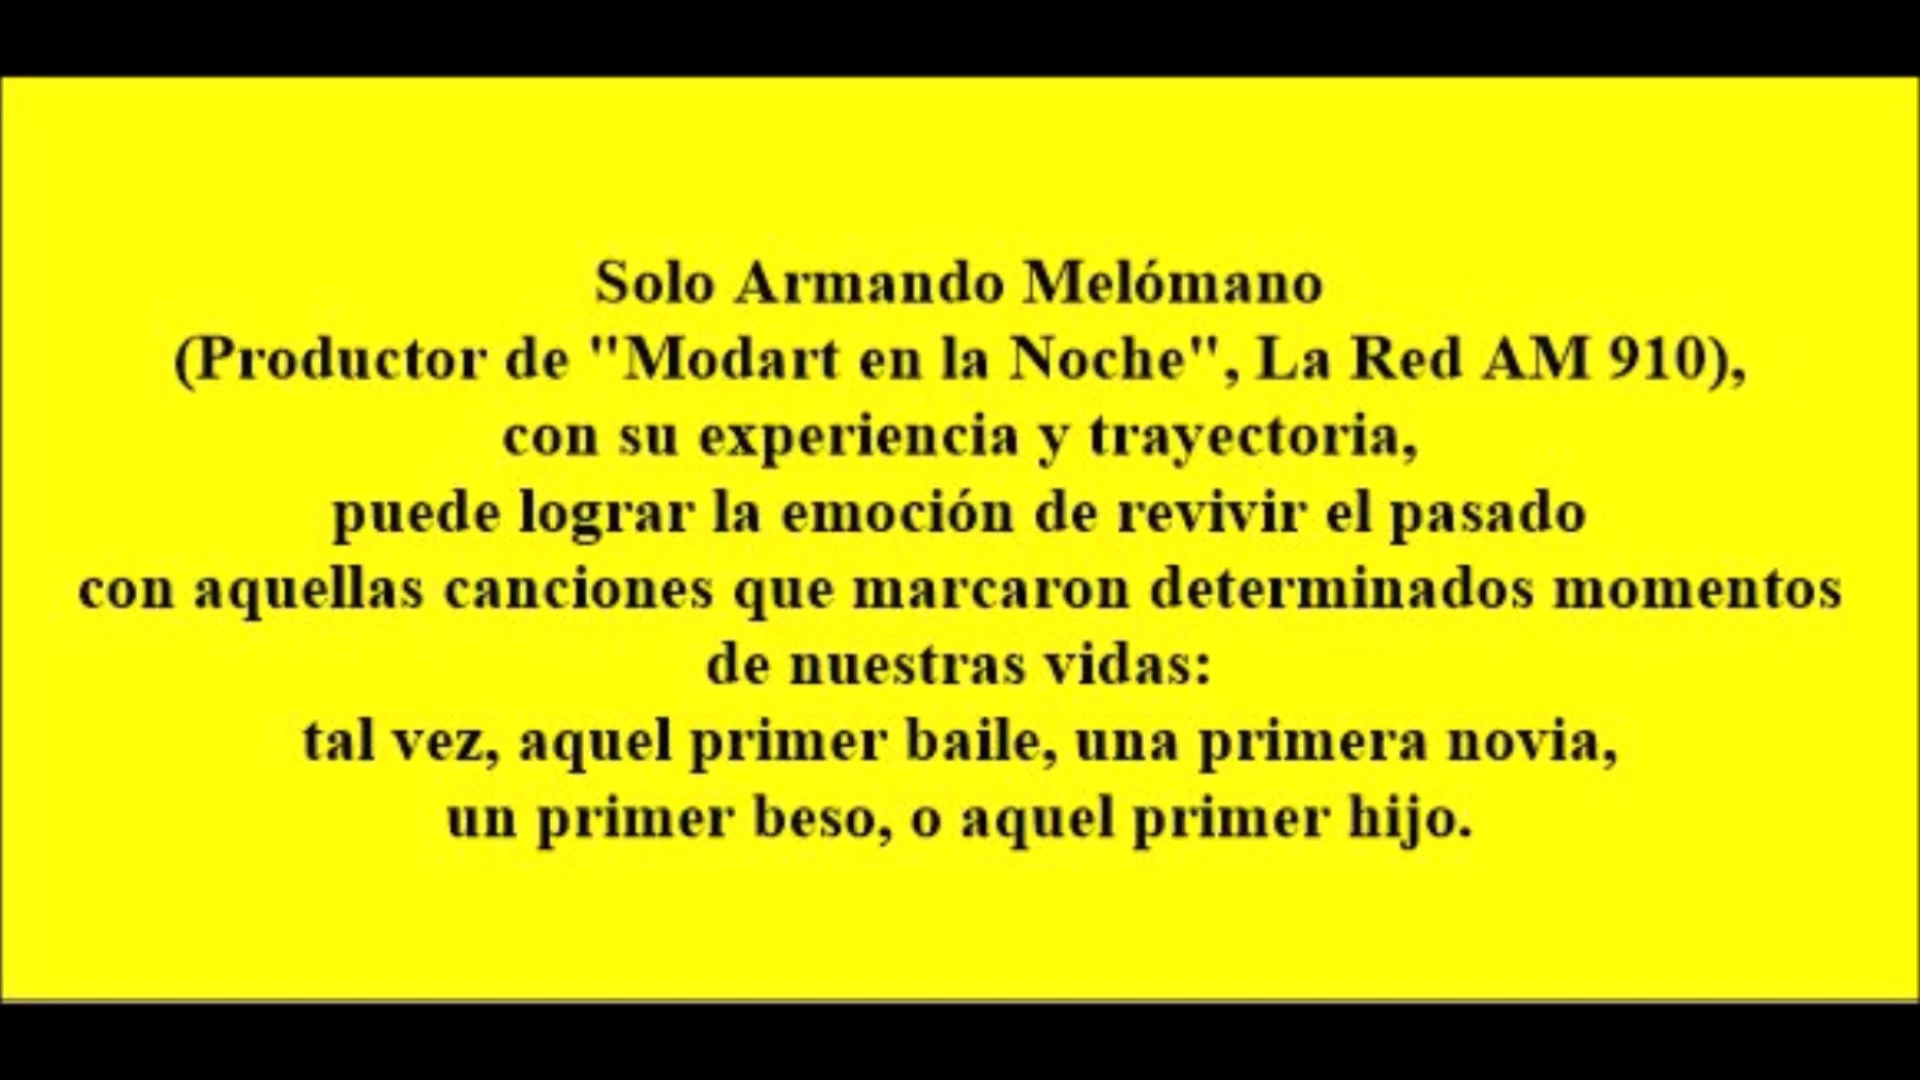 Solo Armando Melómano
(Productor de "Modart en la Noche", La Red AM 910),
con su experiencia y trayectoria,
puede lograr la emoción de revivir el pasado
con aquellas canciones que marcaron determinados momentos
de nuestras vidas:
tal vez, aquel primer baile, una primera novia,
un primer beso, o aquel primer hijo.